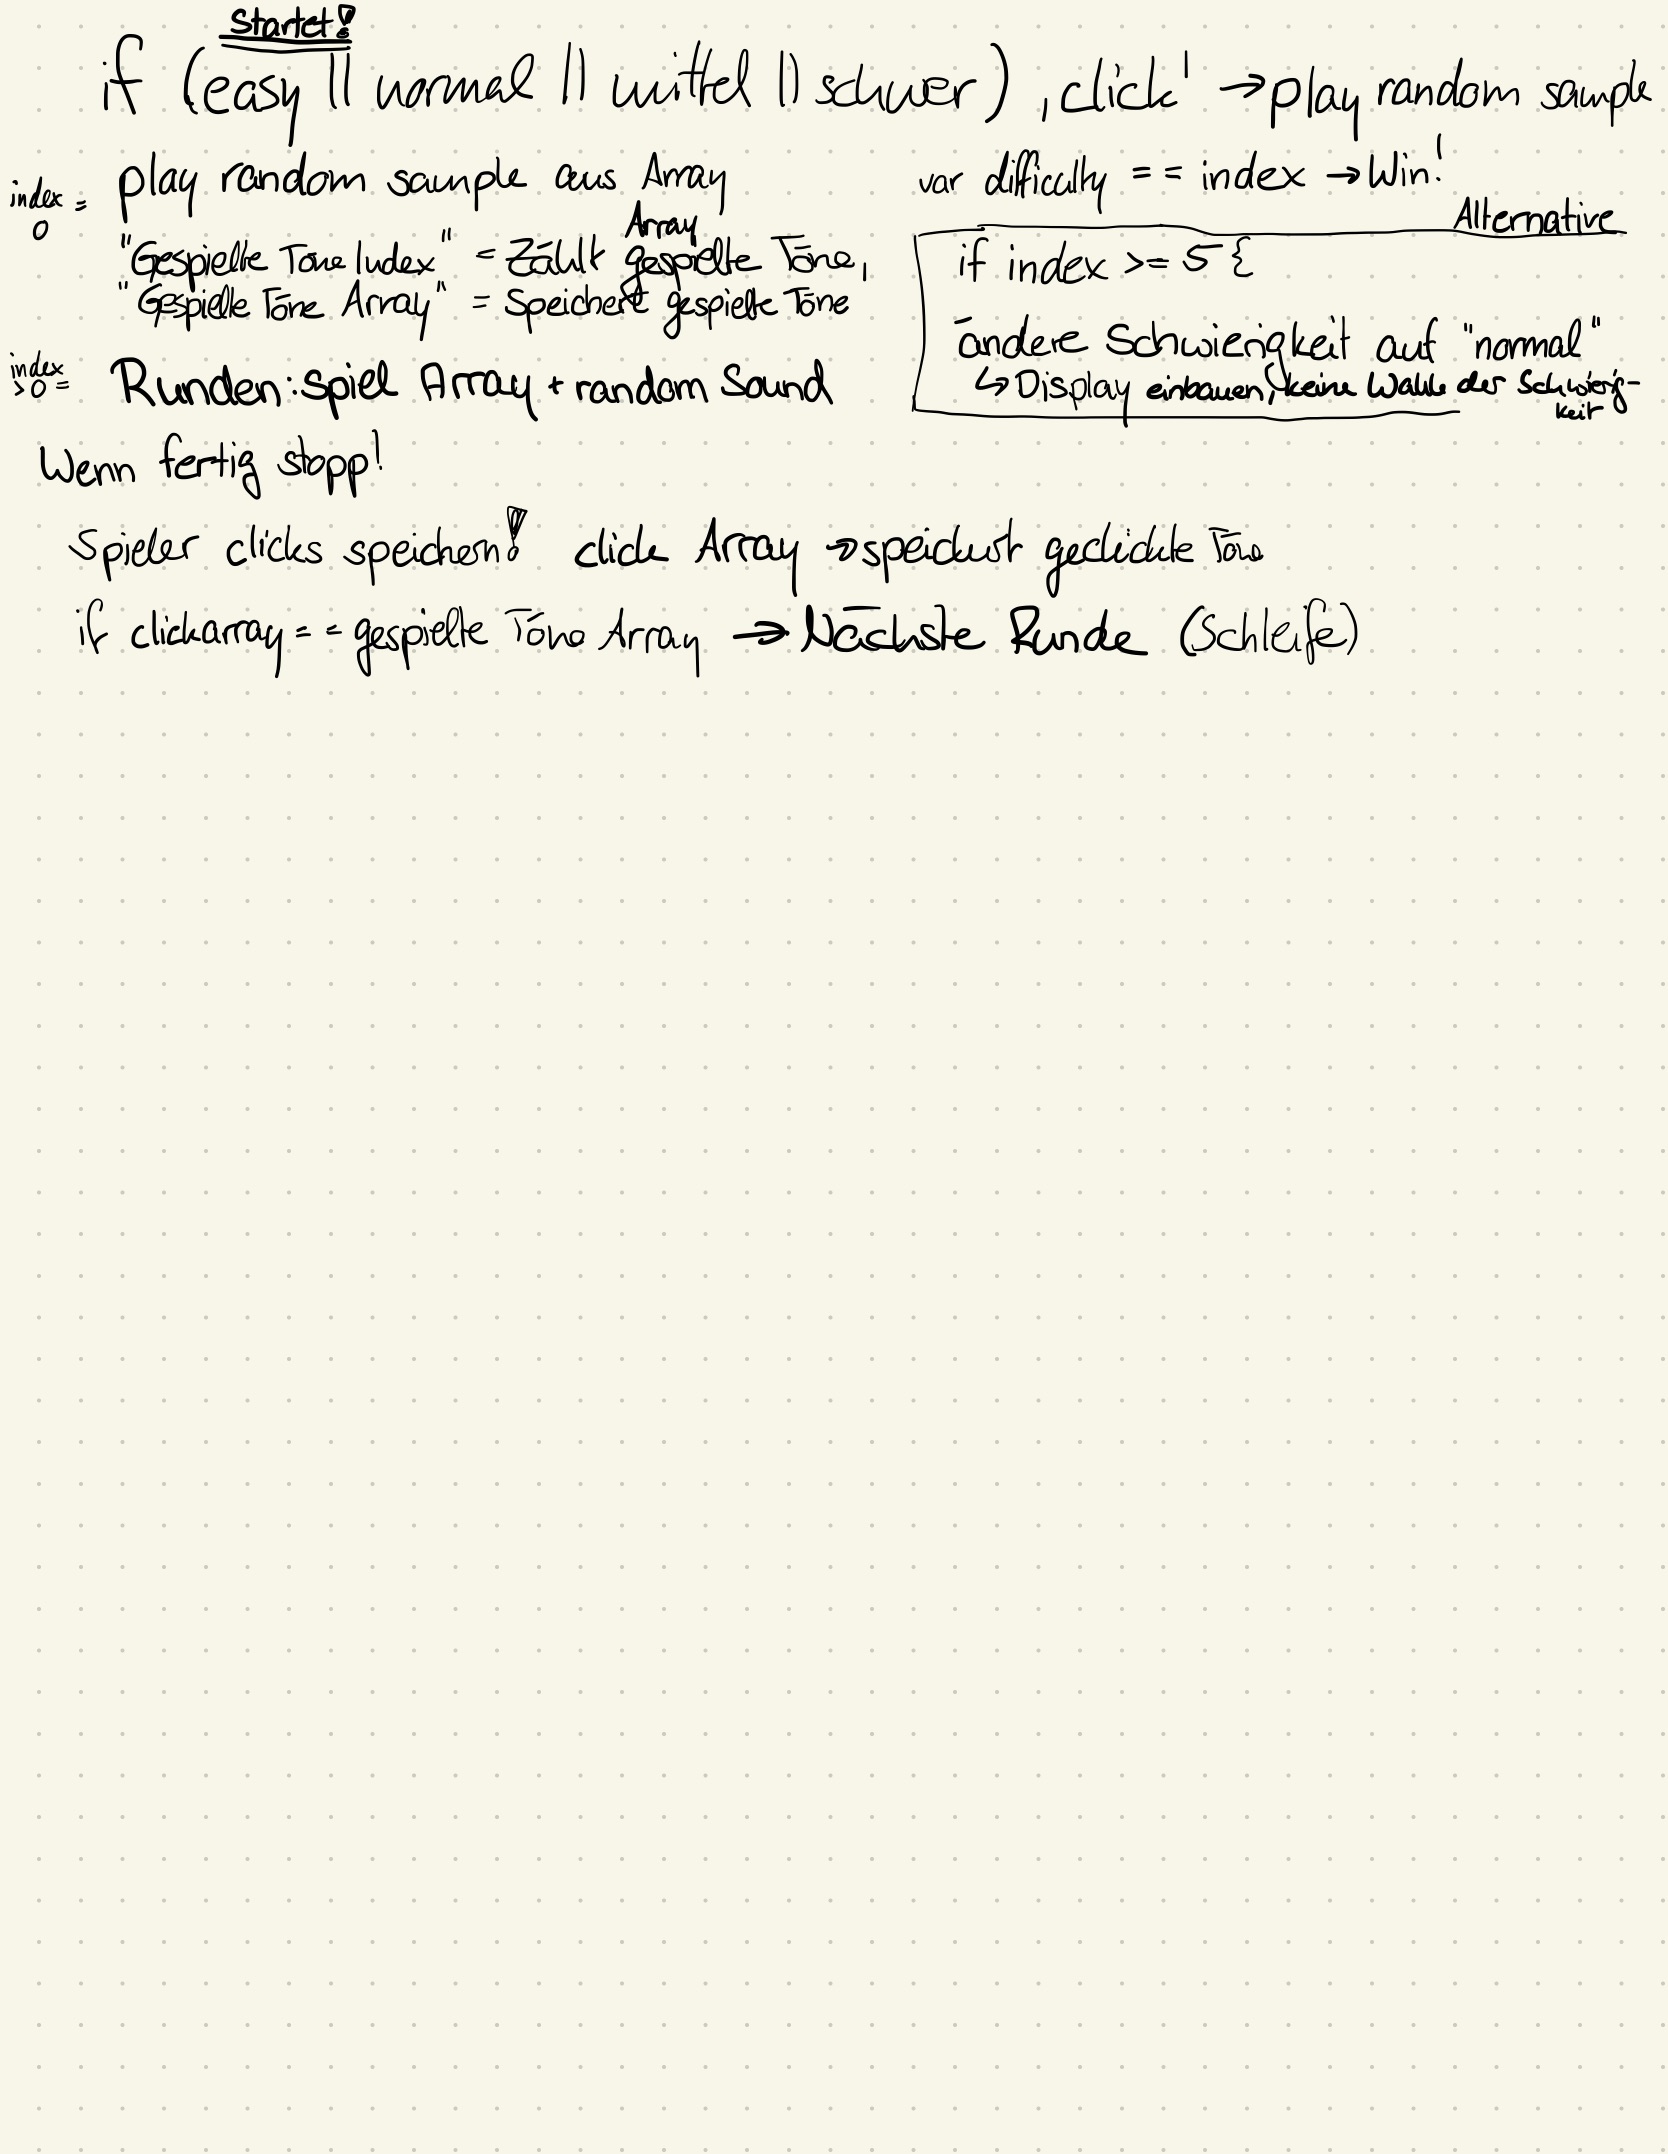 Startet!
if (easy || normal || mittel || schwer) ,click' → play random sample
index 0 = play random sample aus Array
"Gespielte Töne Index" = Zählt Array gespielte Töne,
"Gespielte Töne Array" = Speichert gespielte Töne
index > 0 = Runden: spiel Array + random Sound
var difficulty == index → Win!
Alternative
if index >= 5 {
ändere Schwierigkeit auf "normal"
↳ Display einbauen, keine Wahl der Schwierig-
keit
Wenn fertig stopp!
Spieler clicks speichern! click Array → speichert geclickte Töne
if clickarray == gespielte Töne Array → Nächste Runde (Schleife)